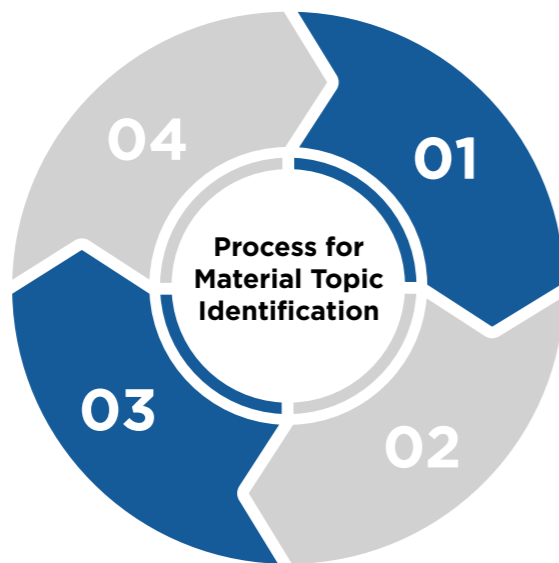 01
02
03
04
Process for
Material Topic
Identification